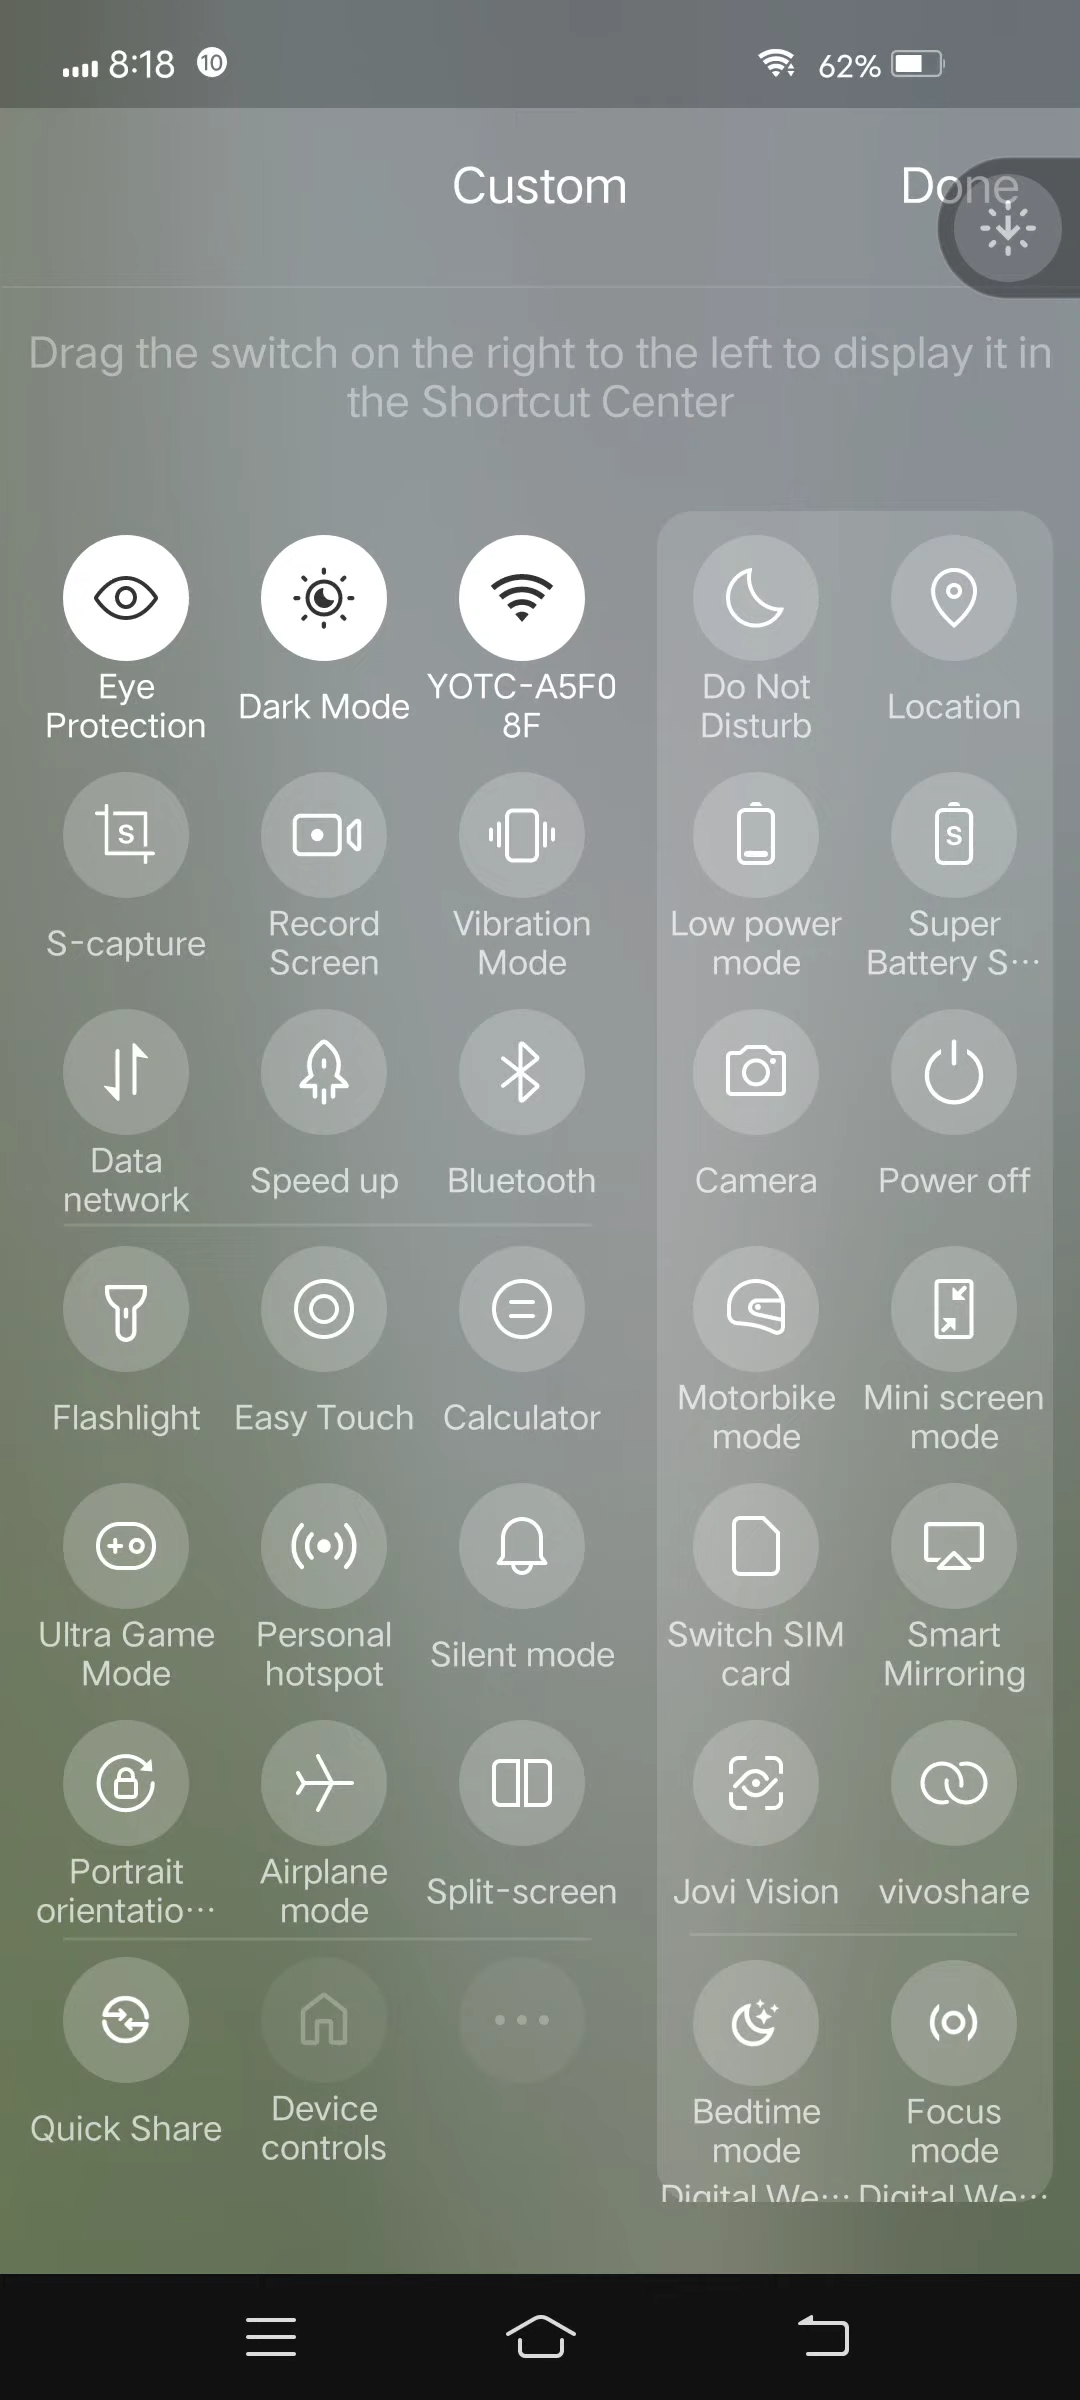 8:18 10 62%
Custom
Done
Drag the switch on the right to the left to display it in
the Shortcut Center
Eye
Protection
Dark Mode
YOTC-A5F0
8F
Do Not
Disturb
Location
S
S-capture
Record
Screen
Vibration
Mode
Low power
mode
S
Super
Battery S···
Data
network
Speed up
Bluetooth
Camera
Power off
Flashlight
Easy Touch
Calculator
Motorbike
mode
Mini screen
mode
Ultra Game
Mode
Personal
hotspot
Silent mode
Switch SIM
card
Smart
Mirroring
Portrait
orientatio···
Airplane
mode
Split-screen
Jovi Vision
vivoshare
Quick Share
Device
controls
Bedtime
mode
Digital We···
Focus
mode
Digital We···